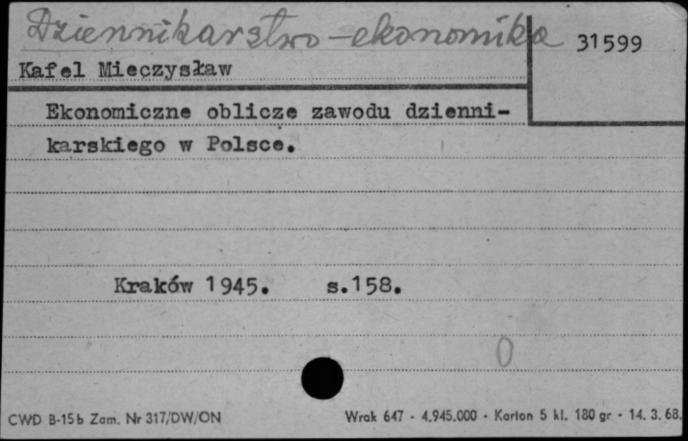 Dziennikarstwo - ekonomika
31599
Kafel Mieczysław
Ekonomiczne oblicze zawodu dzienni-
karskiego w Polsce.
Kraków 1945. s.158.
0
CWD B-15b Zam. Nr 317/DW/ON Wrak 647 - 4.945.000 - Karton 5 kl. 180 gr - 14. 3. 68.